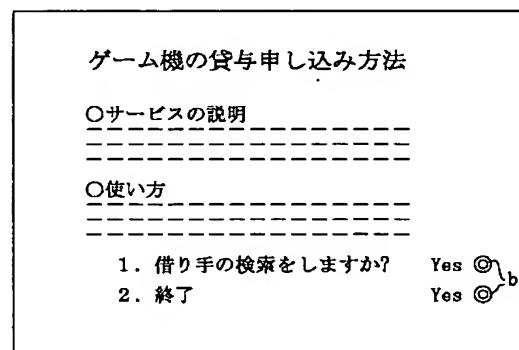 ゲーム機の貸与申し込み方法
○サービスの説明
○使い方
1. 借り手の検索をしますか? Yes ◎
2. 終了 Yes ◎
b